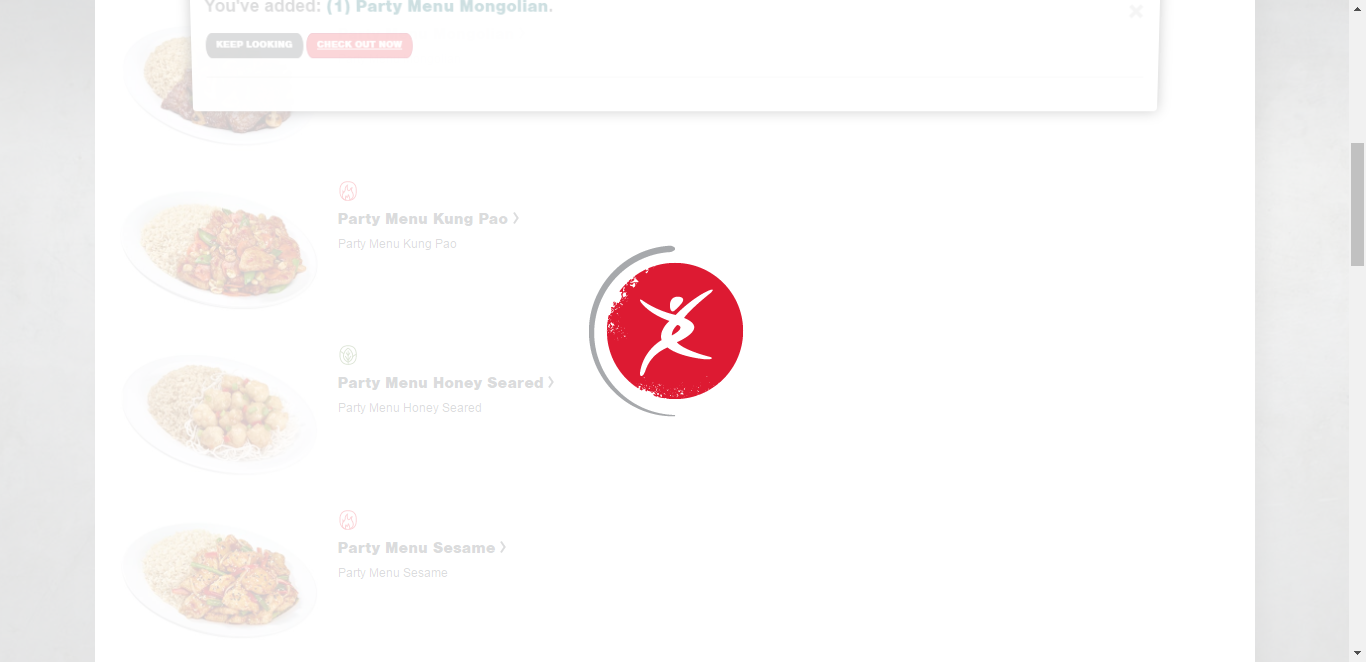 You've added: (1) Party Menu Mongolian.
KEEP LOOKING CHECK OUT NOW
Party Menu Kung Pao
Party Menu Kung Pao
Party Menu Honey Seared
Party Menu Honey Seared
Party Menu Sesame
Party Menu Sesame